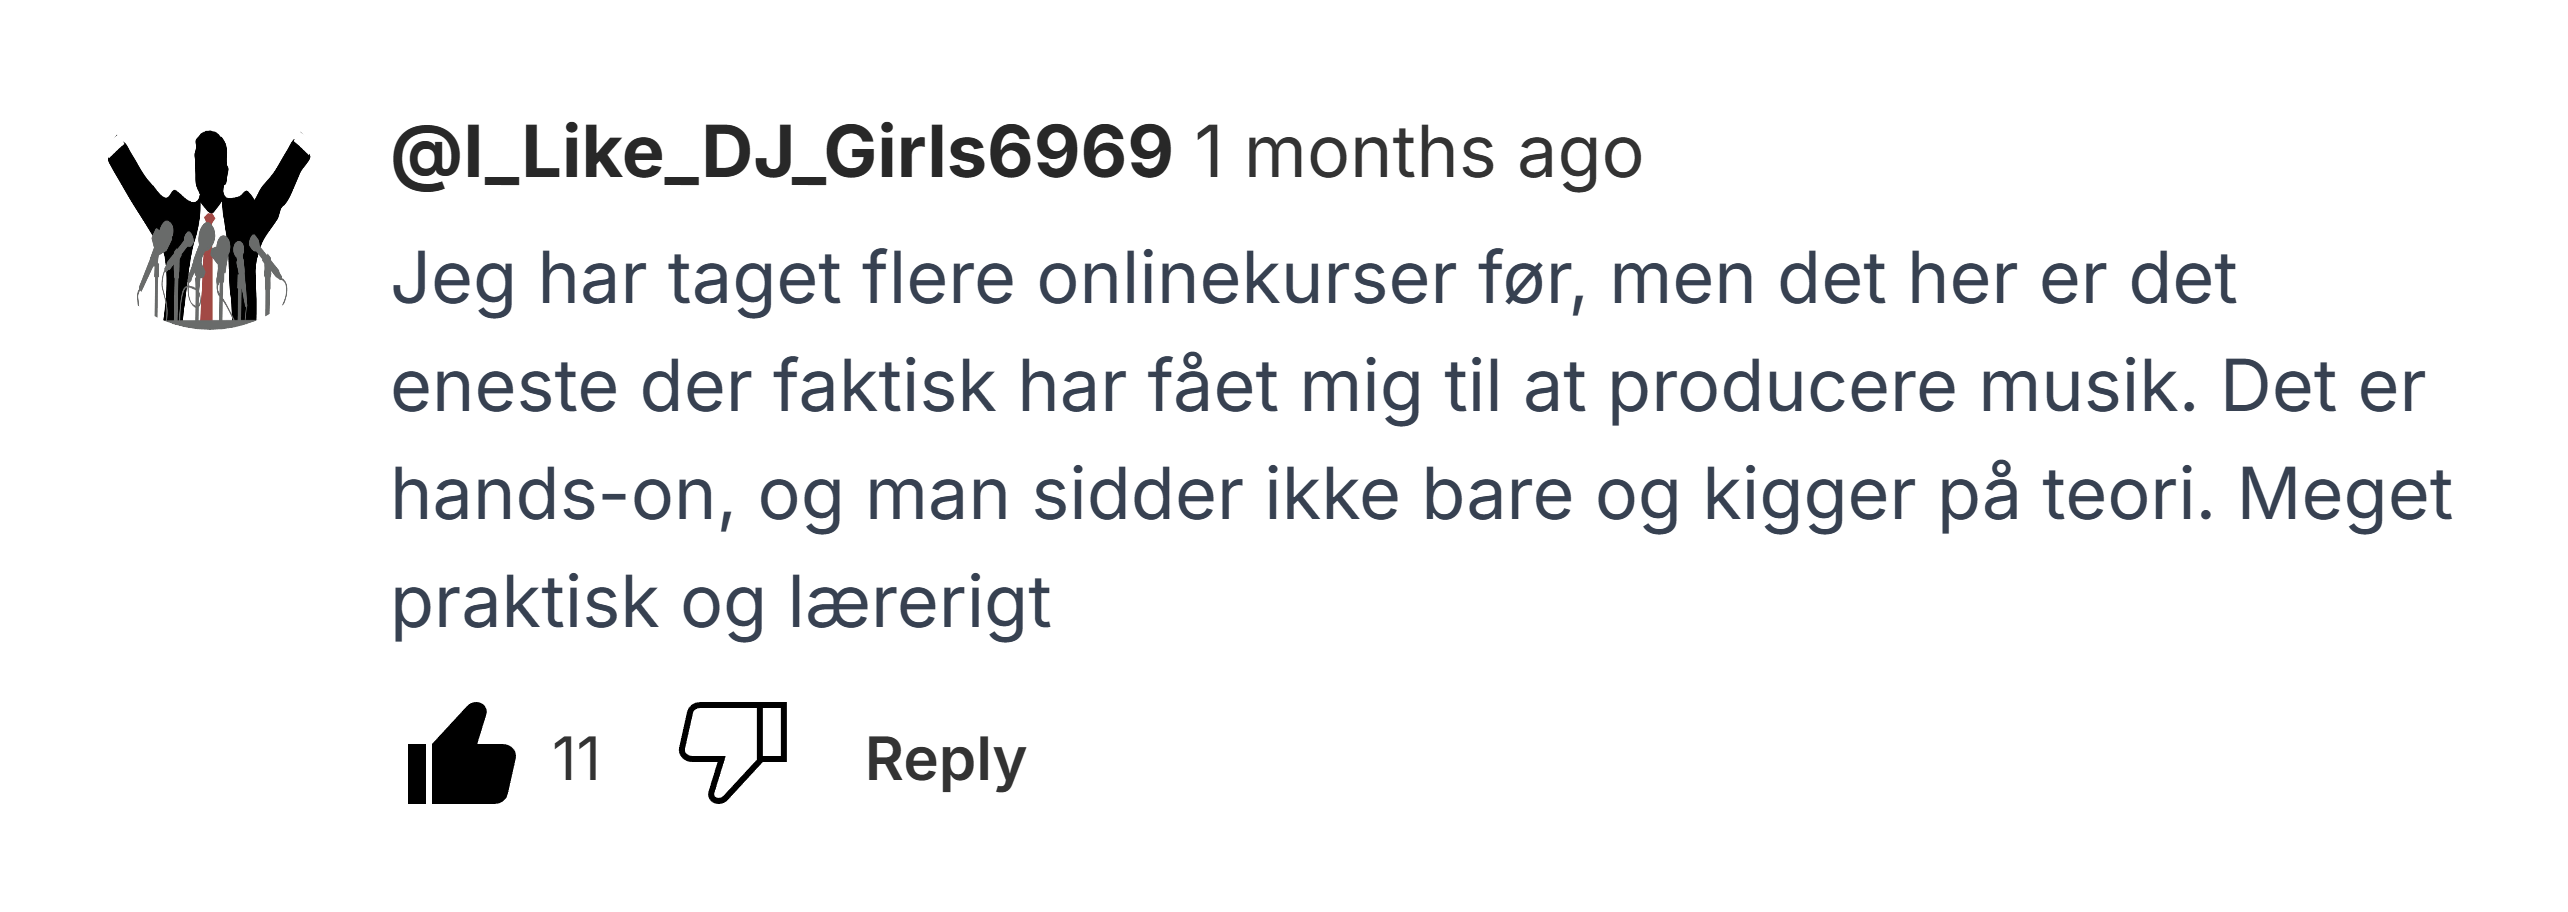 @I_Like_DJ_Girls6969 1 months ago
Jeg har taget flere onlinekurser før, men det her er det
eneste der faktisk har fået mig til at producere musik. Det er
hands-on, og man sidder ikke bare og kigger på teori. Meget
praktisk og lærerigt
11 Reply